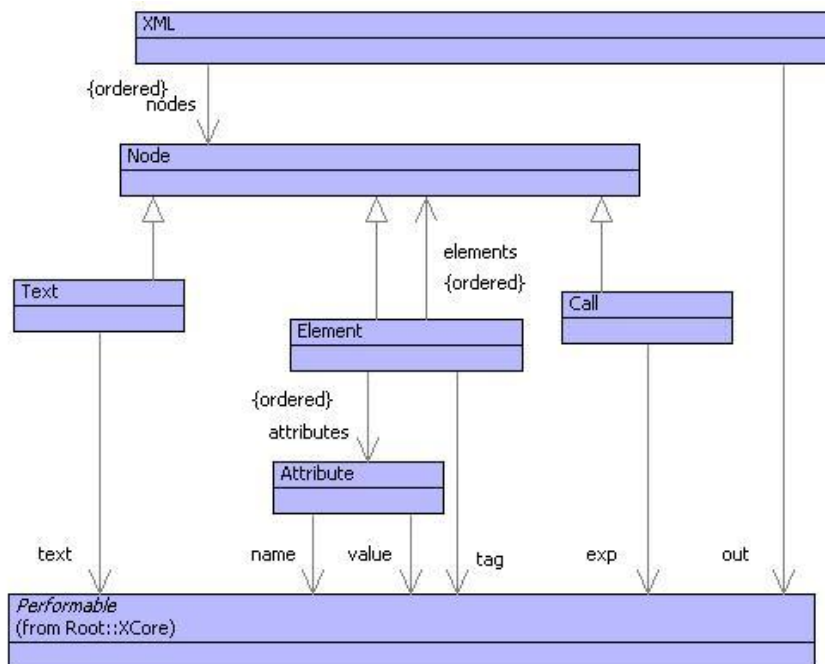 XML
{ordered}
nodes
Node
elements
{ordered}
Text
Call
Element
{ordered}
attributes
Attribute
text
name
value
tag
exp
out
Performable
(from Root::XCore)